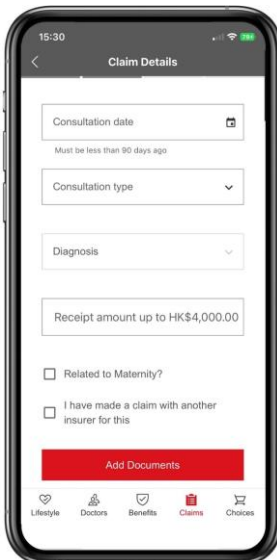 15:30
79+
Claim Details
Consultation date
Must be less than 90 days ago
Consultation type
Diagnosis
Receipt amount up to HK$4,000.00
Related to Maternity?
I have made a claim with another
insurer for this
Add Documents
Lifestyle Doctors Benefits Claims Choices